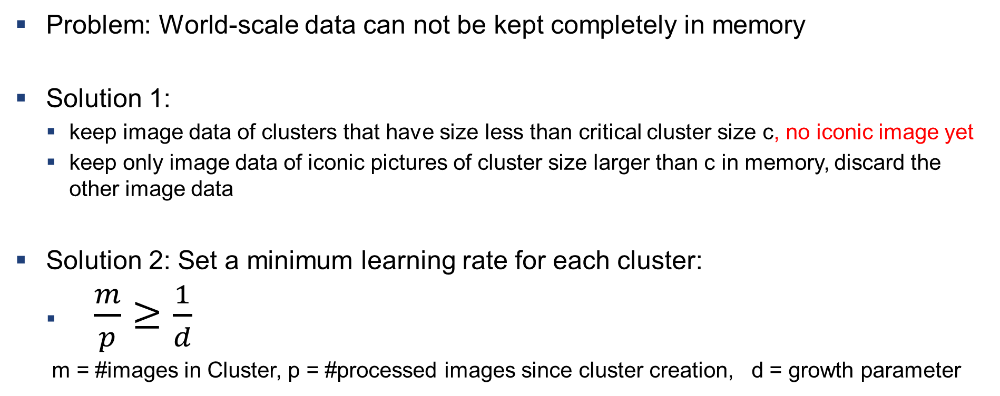 ▪ Problem: World-scale data can not be kept completely in memory
▪ Solution 1:
▪ keep image data of clusters that have size less than critical cluster size c, no iconic image yet
▪ keep only image data of iconic pictures of cluster size larger than c in memory, discard the
other image data
▪ Solution 2: Set a minimum learning rate for each cluster:
▪ m/p ≥ 1/d
m = #images in Cluster, p = #processed images since cluster creation, d = growth parameter